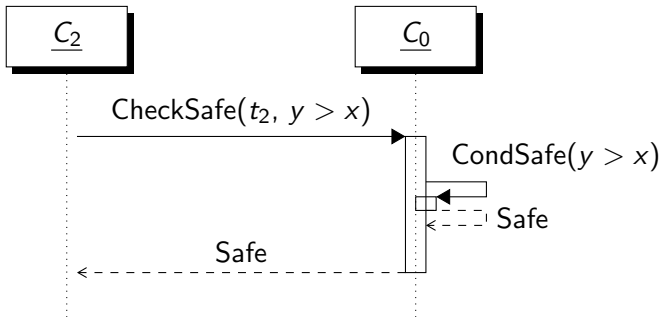 C₂
C₀
CheckSafe(t₂, y > x)
CondSafe(y > x)
Safe
Safe